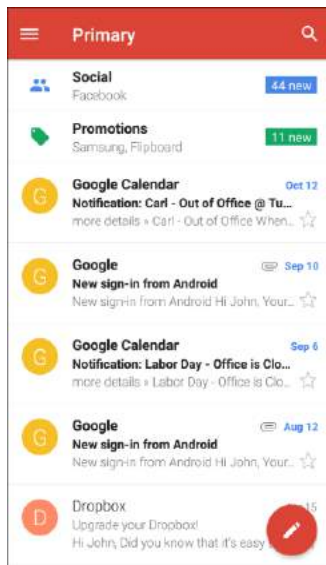 Primary
Social
Facebook
44 new
Promotions
Samsung, Flipboard
11 new
G
Google Calendar
Oct 12
Notification: Carl - Out of Office @ Tu...
more details » Carl - Out of Office When...
G
Google
Sep 10
New sign-in from Android
New sign-in from Android Hi John, Your...
G
Google Calendar
Sep 6
Notification: Labor Day - Office is Clo...
more details » Labor Day - Office is Clo...
G
Google
Aug 12
New sign-in from Android
New sign-in from Android Hi John, Your...
D
Dropbox
15
Upgrade your Dropbox!
Hi John, Did you know that it's easy